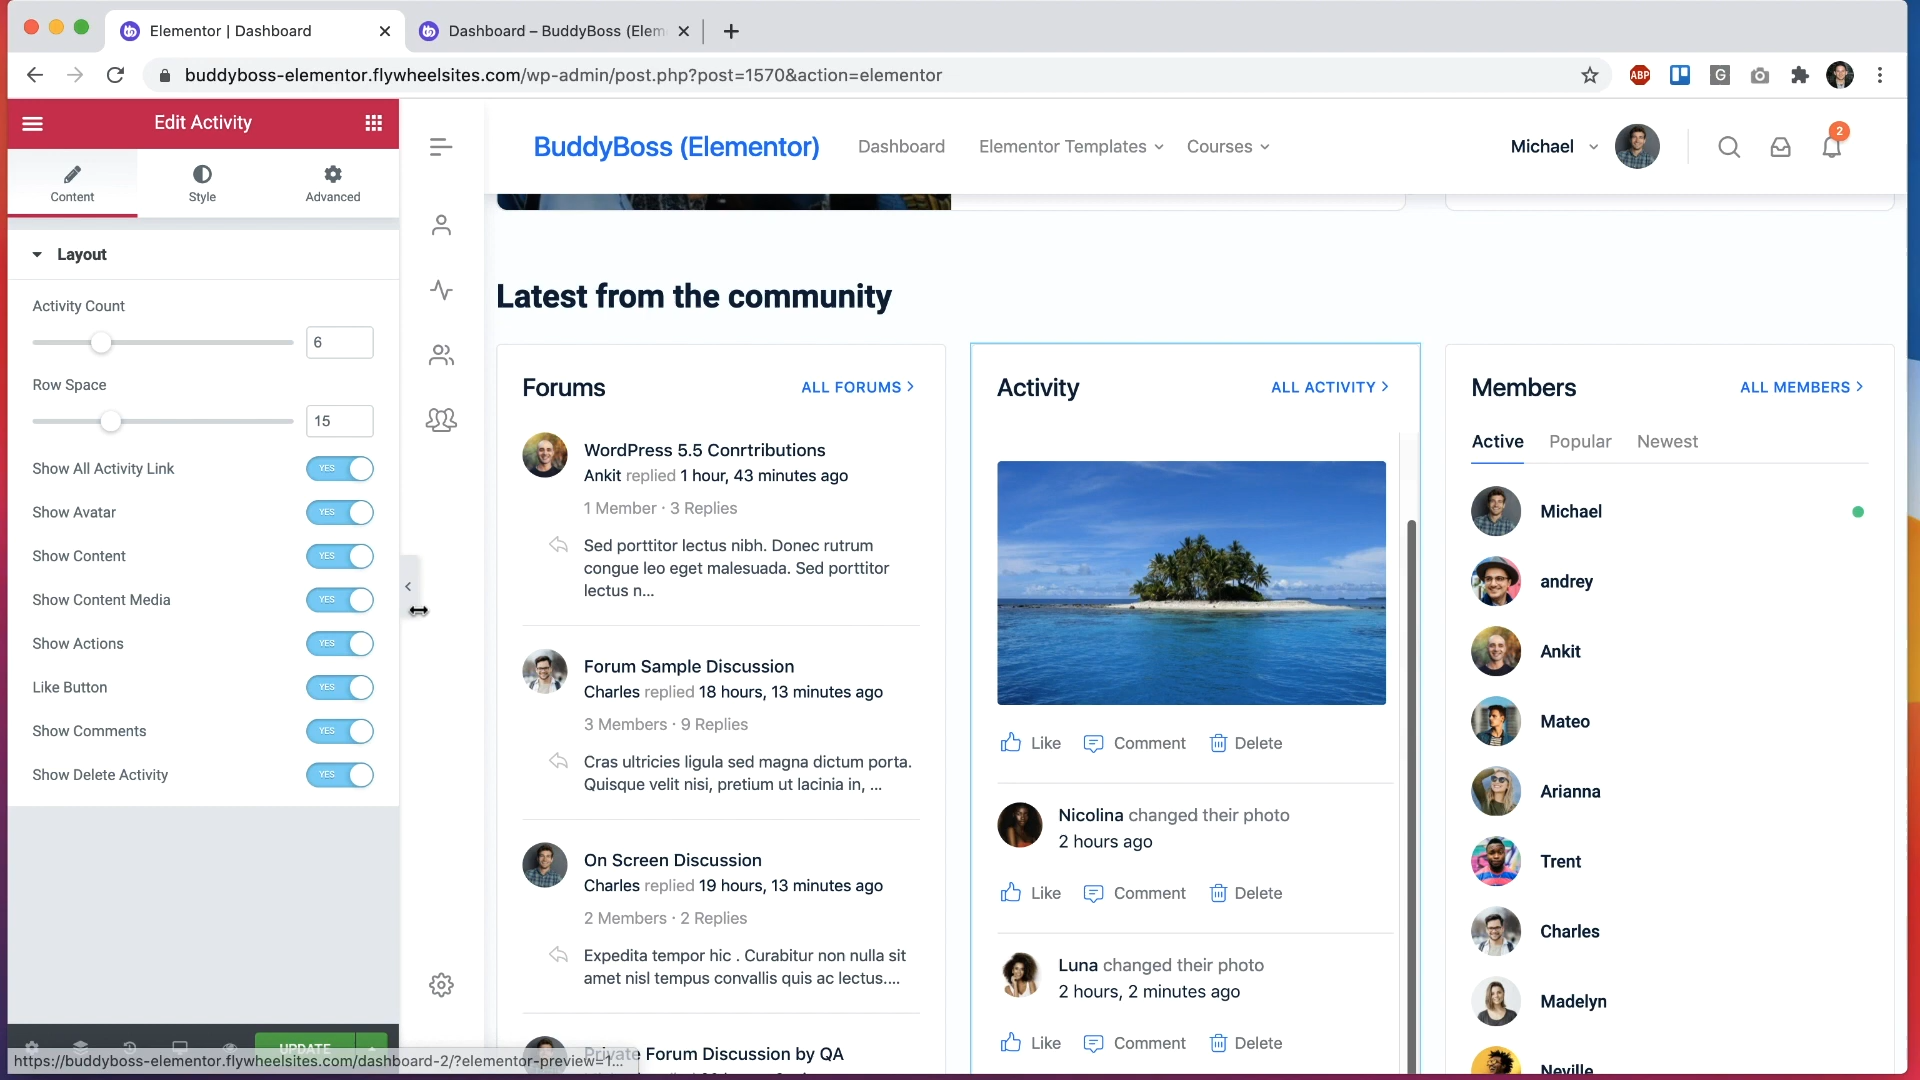 Elementor | Dashboard
Dashboard – BuddyBoss (Elem
buddyboss-elementor.flywheelsites.com/wp-admin/post.php?post=1570&action=elementor
ABP
G
Edit Activity
Content
Style
Advanced
Layout
Activity Count
6
Row Space
15
Show All Activity Link
YES
Show Avatar
YES
Show Content
YES
Show Content Media
YES
Show Actions
YES
Like Button
YES
Show Comments
YES
Show Delete Activity
YES
UPDATE
https://buddyboss-elementor.flywheelsites.com/dashboard-2/?elementor-preview=1...
BuddyBoss (Elementor)
Dashboard
Elementor Templates
Courses
Michael
2
Latest from the community
Forums
ALL FORUMS
WordPress 5.5 Conrtributions
Ankit replied 1 hour, 43 minutes ago
1 Member · 3 Replies
Sed porttitor lectus nibh. Donec rutrum
congue leo eget malesuada. Sed porttitor
lectus n...
Forum Sample Discussion
Charles replied 18 hours, 13 minutes ago
3 Members · 9 Replies
Cras ultricies ligula sed magna dictum porta.
Quisque velit nisi, pretium ut lacinia in, ...
On Screen Discussion
Charles replied 19 hours, 13 minutes ago
2 Members · 2 Replies
Expedita tempor hic . Curabitur non nulla sit
amet nisl tempus convallis quis ac lectus....
Private Forum Discussion by QA
Activity
ALL ACTIVITY
Like
Comment
Delete
Nicolina changed their photo
2 hours ago
Like
Comment
Delete
Luna changed their photo
2 hours, 2 minutes ago
Like
Comment
Delete
Members
ALL MEMBERS
Active
Popular
Newest
Michael
andrey
Ankit
Mateo
Arianna
Trent
Charles
Madelyn
Neville